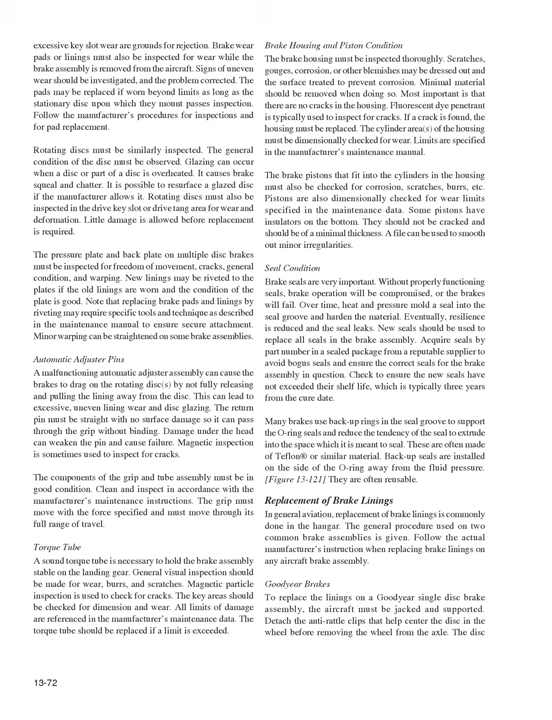 excessive key slot wear are grounds for rejection. Brake wear
pads or linings must also be inspected for wear while the
brake assembly is removed from the aircraft. Signs of uneven
wear should be investigated, and the problem corrected. The
pads may be replaced if worn beyond limits as long as the
stationary disc upon which they mount passes inspection.
Follow the manufacturer's procedures for inspections and
for pad replacement.
Rotating discs must be similarly inspected. The general
condition of the disc must be observed. Glazing can occur
when a disc or part of a disc is overheated. It causes brake
squeal and chatter. It is possible to resurface a glazed disc
if the manufacturer allows it. Rotating discs must also be
inspected in the drive key slot or drive tang area for wear and
deformation. Little damage is allowed before replacement
is required.
The pressure plate and back plate on multiple disc brakes
must be inspected for freedom of movement, cracks, general
condition, and warping. New linings may be riveted to the
plates if the old linings are worn and the condition of the
plate is good. Note that replacing brake pads and linings by
riveting may require specific tools and technique as described
in the maintenance manual to ensure secure attachment.
Minor warping can be straightened on some brake assemblies.
Automatic Adjuster Pins
A malfunctioning automatic adjuster assembly can cause the
brakes to drag on the rotating disc(s) by not fully releasing
and pulling the lining away from the disc. This can lead to
excessive, uneven lining wear and disc glazing. The return
pin must be straight with no surface damage so it can pass
through the grip without binding. Damage under the head
can weaken the pin and cause failure. Magnetic inspection
is sometimes used to inspect for cracks.
The components of the grip and tube assembly must be in
good condition. Clean and inspect in accordance with the
manufacturer's maintenance instructions. The grip must
move with the force specified and must move through its
full range of travel.
Torque Tube
A sound torque tube is necessary to hold the brake assembly
stable on the landing gear. General visual inspection should
be made for wear, burrs, and scratches. Magnetic particle
inspection is used to check for cracks. The key areas should
be checked for dimension and wear. All limits of damage
are referenced in the manufacturer's maintenance data. The
torque tube should be replaced if a limit is exceeded.
Brake Housing and Piston Condition
The brake housing must be inspected thoroughly. Scratches,
gouges, corrosion, or other blemishes may be dressed out and
the surface treated to prevent corrosion. Minimal material
should be removed when doing so. Most important is that
there are no cracks in the housing. Fluorescent dye penetrant
is typically used to inspect for cracks. If a crack is found, the
housing must be replaced. The cylinder area(s) of the housing
must be dimensionally checked for wear. Limits are specified
in the manufacturer's maintenance manual.
The brake pistons that fit into the cylinders in the housing
must also be checked for corrosion, scratches, burrs, etc.
Pistons are also dimensionally checked for wear limits
specified in the maintenance data. Some pistons have
insulators on the bottom. They should not be cracked and
should be of a minimal thickness. A file can be used to smooth
out minor irregularities.
Seal Condition
Brake seals are very important. Without properly functioning
seals, brake operation will be compromised, or the brakes
will fail. Over time, heat and pressure mold a seal into the
seal groove and harden the material. Eventually, resilience
is reduced and the seal leaks. New seals should be used to
replace all seals in the brake assembly. Acquire seals by
part number in a sealed package from a reputable supplier to
avoid bogus seals and ensure the correct seals for the brake
assembly in question. Check to ensure the new seals have
not exceeded their shelf life, which is typically three years
from the cure date.
Many brakes use back-up rings in the seal groove to support
the O-ring seals and reduce the tendency of the seal to extrude
into the space which it is meant to seal. These are often made
of Teflon® or similar material. Back-up seals are installed
on the side of the O-ring away from the fluid pressure.
[Figure 13-121] They are often reusable.
Replacement of Brake Linings
In general aviation, replacement of brake linings is commonly
done in the hangar. The general procedure used on two
common brake assemblies is given. Follow the actual
manufacturer's instruction when replacing brake linings on
any aircraft brake assembly.
Goodyear Brakes
To replace the linings on a Goodyear single disc brake
assembly, the aircraft must be jacked and supported.
Detach the anti-rattle clips that help center the disc in the
wheel before removing the wheel from the axle. The disc
13-72